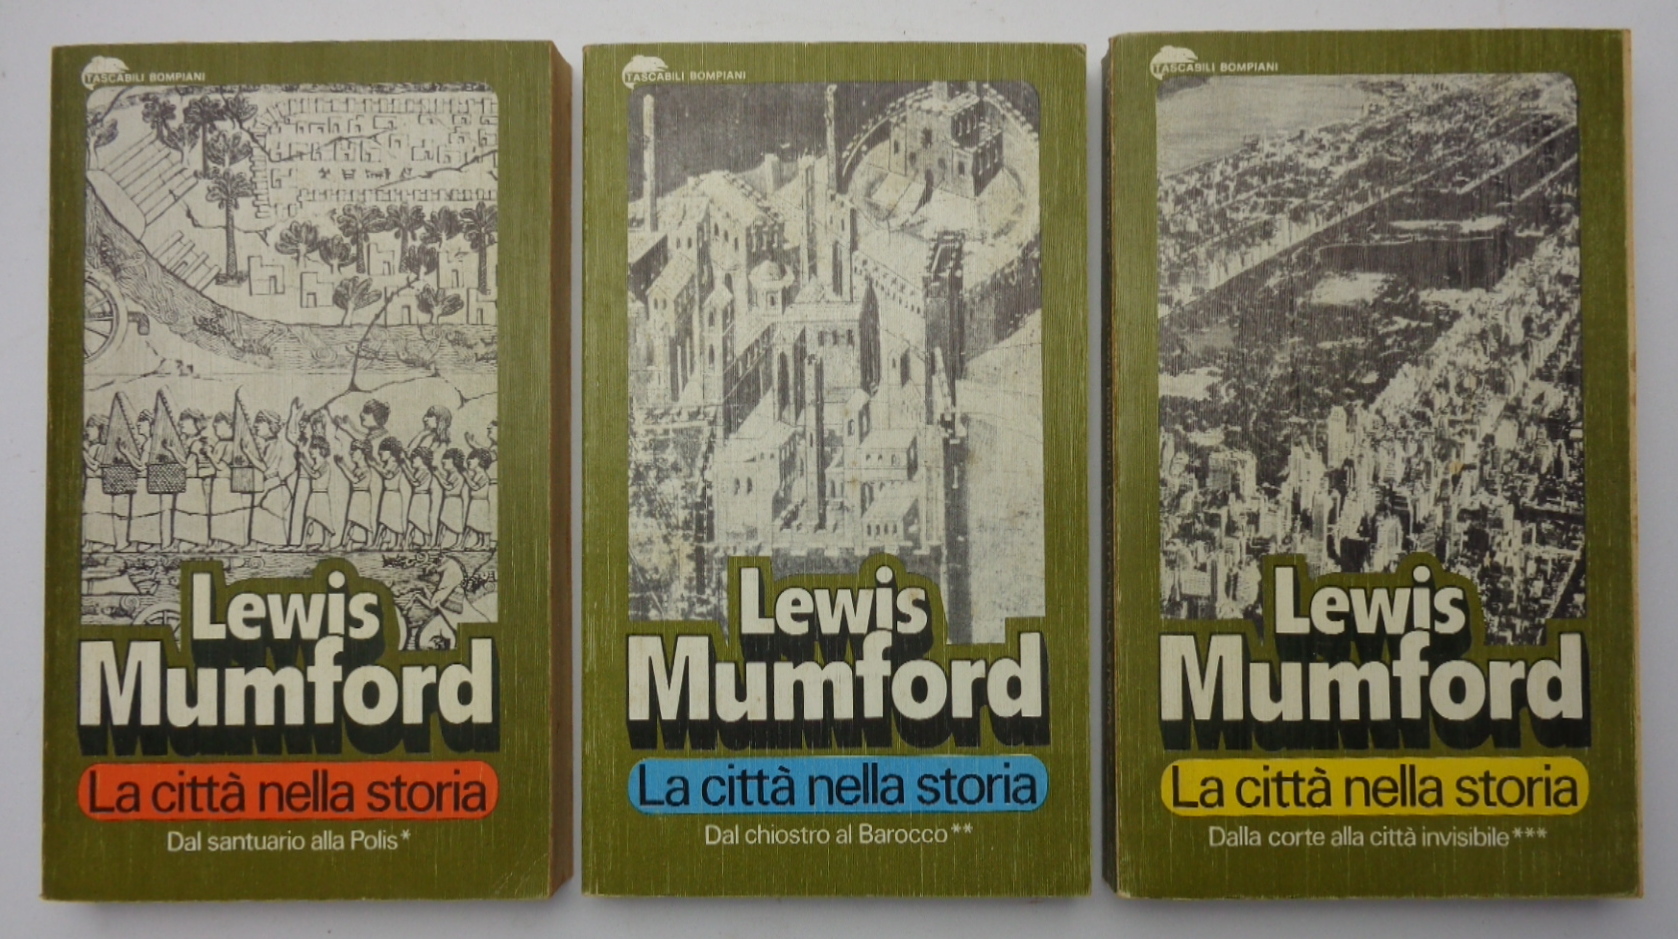 TASCABILI BOMPIANI
Lewis
Mumford
La città nella storia
Dal santuario alla Polis*
TASCABILI BOMPIANI
Lewis
Mumford
La città nella storia
Dal chiostro al Barocco**
TASCABILI BOMPIANI
Lewis
Mumford
La città nella storia
Dalla corte alla città invisibile***